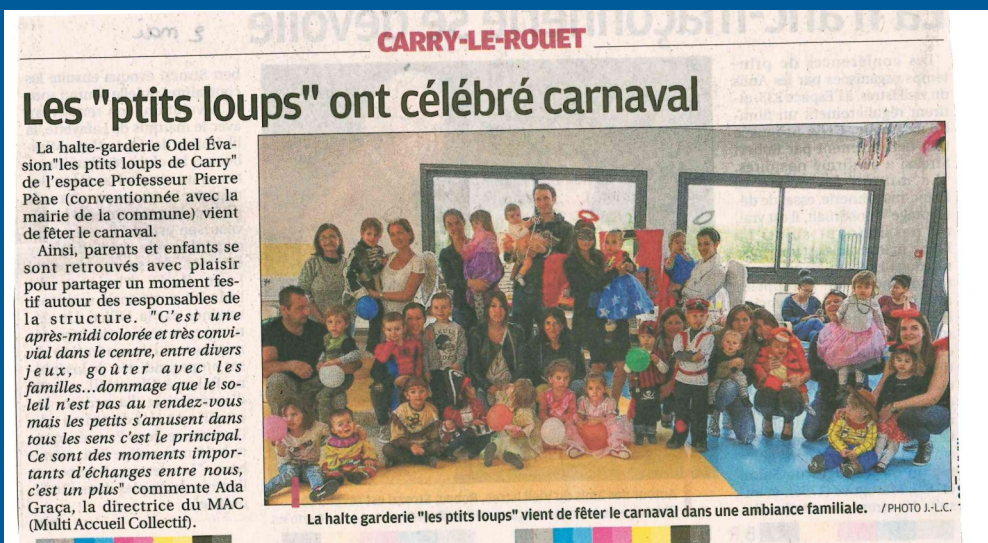 CARRY-LE-ROUET
Les "ptits loups" ont célébré carnaval
La halte-garderie Odel Éva-
sion"les ptits loups de Carry"
de l'espace Professeur Pierre
Pène (conventionnée avec la
mairie de la commune) vient
de fêter le carnaval.
Ainsi, parents et enfants se
sont retrouvés avec plaisir
pour partager un moment fes-
tif autour des responsables de
la structure. "C'est une
après-midi colorée et très convi-
vial dans le centre, entre divers
jeux, goûter avec les
familles...dommage que le so-
leil n'est pas au rendez-vous
mais les petits s'amusent dans
tous les sens c'est le principal.
Ce sont des moments impor-
tants d'échanges entre nous,
c'est un plus" commente Ada
Graça, la directrice du MAC
(Multi Accueil Collectif).
La halte garderie "les ptits loups" vient de fêter le carnaval dans une ambiance familiale. / PHOTO J.-L.C.